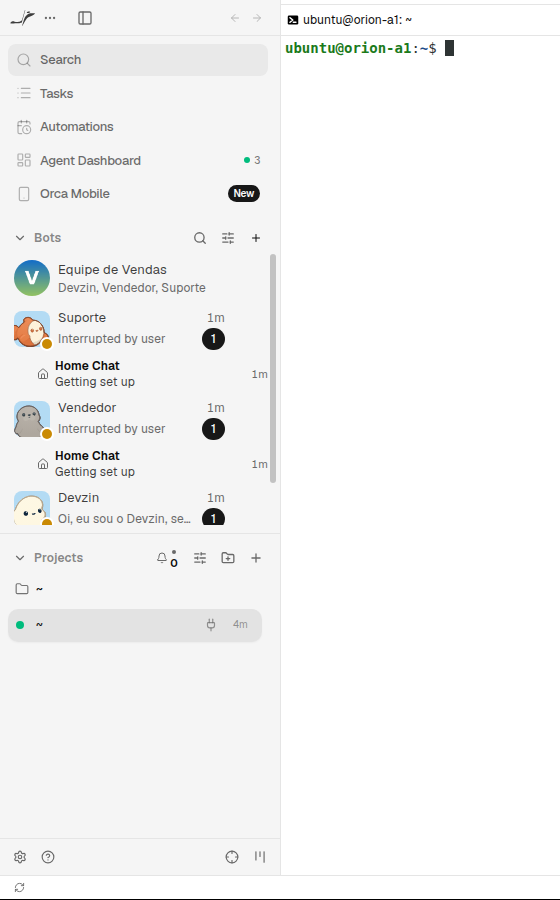 ubuntu@orion-a1: ~
ubuntu@orion-a1:~$
Search
Tasks
Automations
Agent Dashboard 3
Orca Mobile New
Bots
V
Equipe de Vendas
Devzin, Vendedor, Suporte
Suporte 1m
Interrupted by user 1
Home Chat
Getting set up 1m
Vendedor 1m
Interrupted by user 1
Home Chat
Getting set up 1m
Devzin 1m
Oi, eu sou o Devzin, se… 1
Projects 0
~
~ 4m